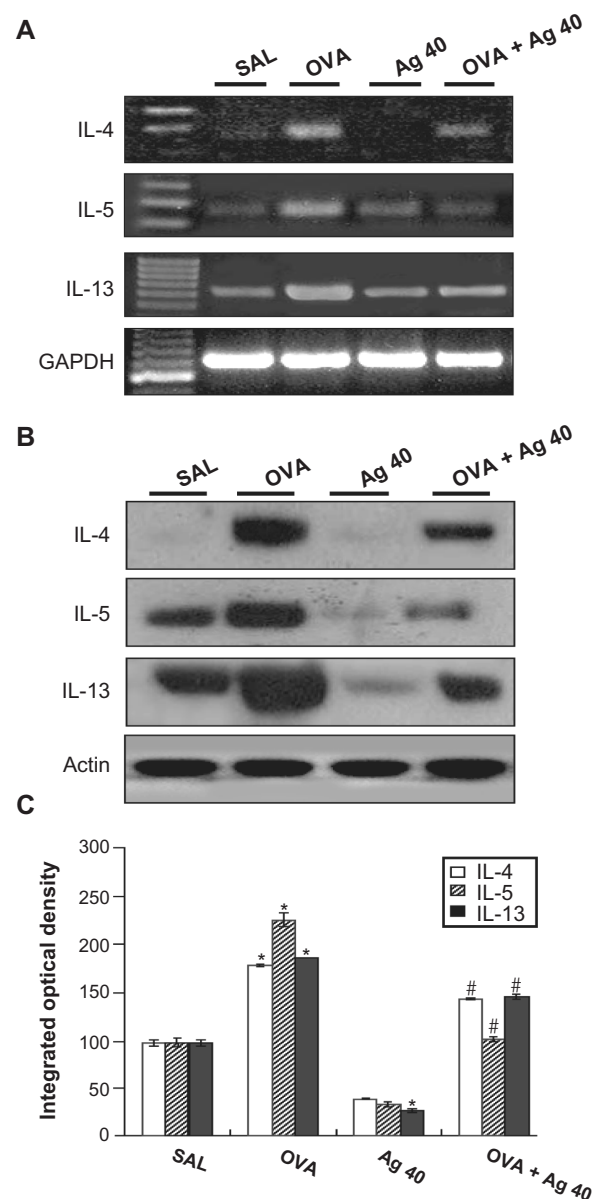 A
SAL OVA Ag 40 OVA + Ag 40
IL-4
IL-5
IL-13
GAPDH
B
SAL OVA Ag 40 OVA + Ag 40
IL-4
IL-5
IL-13
Actin
C
300
250
200
150
100
50
0
Integrated optical density
IL-4
IL-5
IL-13
* * *
*
# # #
SAL OVA Ag 40 OVA + Ag 40